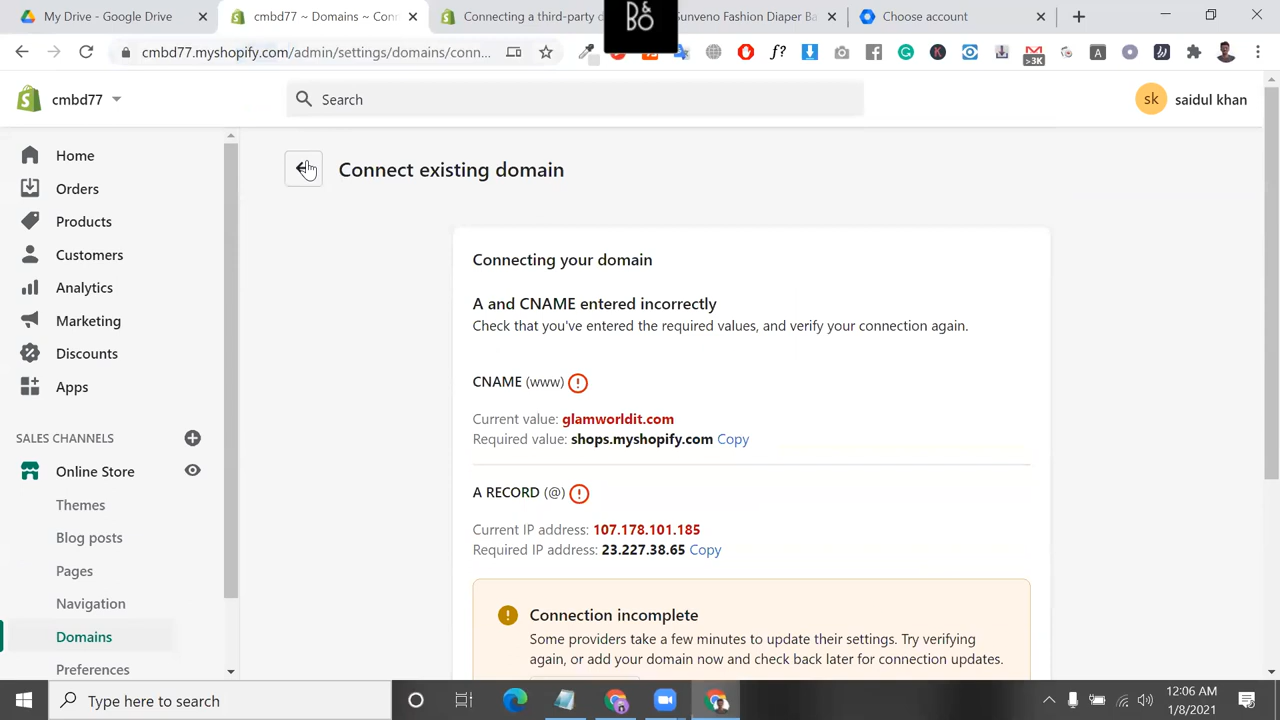 My Drive - Google Drive
cmbd77 ~ Domains ~ Conn
Connecting a third-party d
Sunveno Fashion Diaper Ba
Choose account
B&
BO
cmbd77.myshopify.com/admin/settings/domains/conn...
f?
A
>3K
cmbd77
Search
sk
saidul khan
Home
Orders
Products
Customers
Analytics
Marketing
Discounts
Apps
SALES CHANNELS
Online Store
Themes
Blog posts
Pages
Navigation
Domains
Preferences
Connect existing domain
Connecting your domain
A and CNAME entered incorrectly
Check that you've entered the required values, and verify your connection again.
CNAME (www)
Current value: glamworldit.com
Required value: shops.myshopify.com Copy
A RECORD (@)
Current IP address: 107.178.101.185
Required IP address: 23.227.38.65 Copy
Connection incomplete
Some providers take a few minutes to update their settings. Try verifying
again, or add your domain now and check back later for connection updates.
Type here to search
12:06 AM
1/8/2021